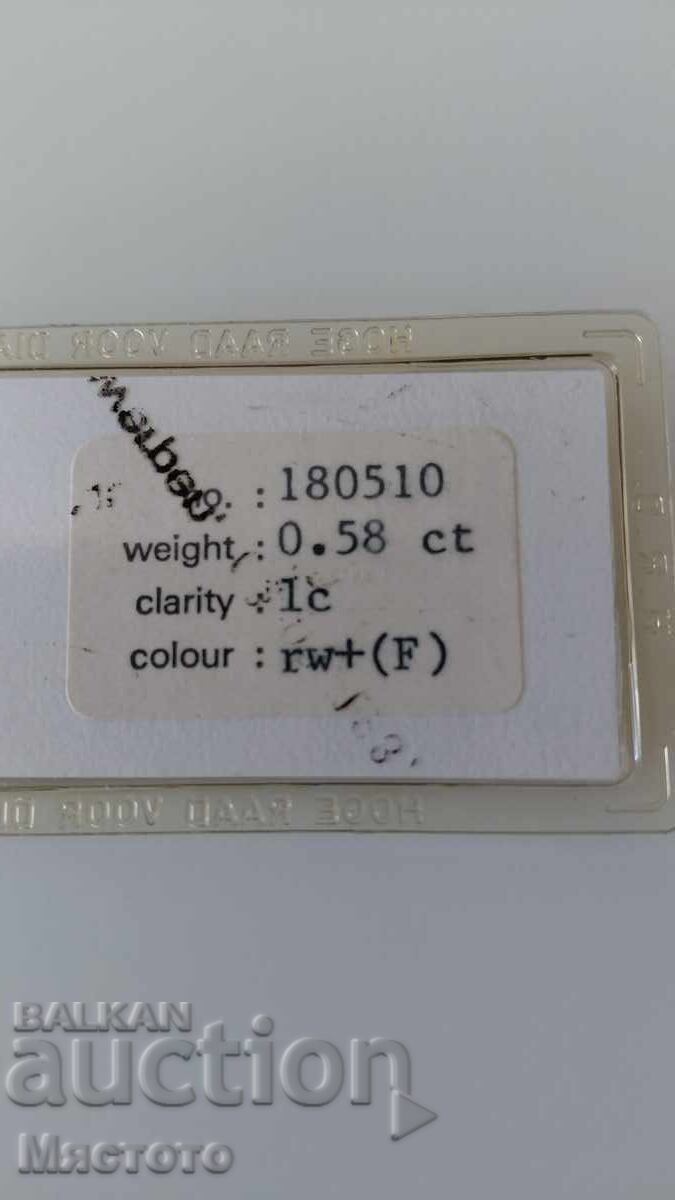 HOGE RAAD VOOR DIA
: 180510
weight : 0.58 ct
clarity : lc
colour : rw+(F)
HOGE RAAD VOOR DI
BALKAN
auction
Мястото